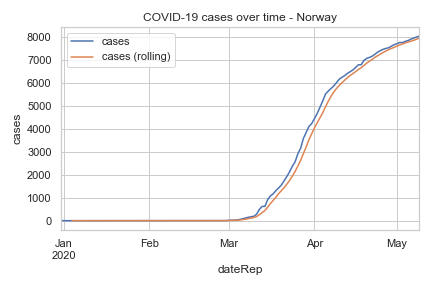 COVID-19 cases over time - Norway
cases
cases (rolling)
8000
7000
6000
5000
4000
3000
2000
1000
0
cases
Jan Feb Mar Apr May
2020
dateRep